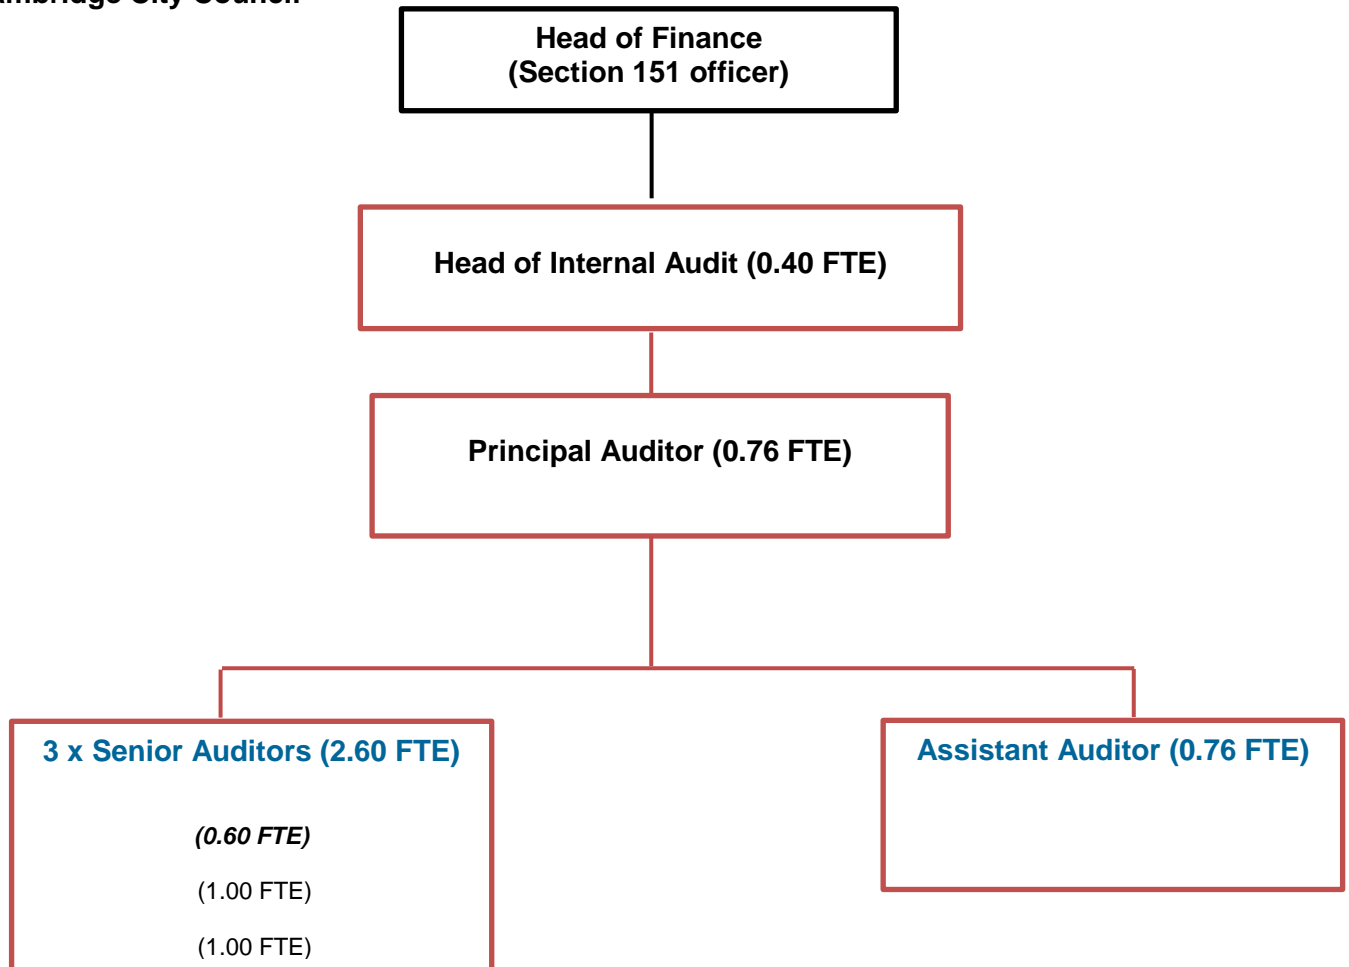 City Council
Head of Finance
(Section 151 officer)
Head of Internal Audit (0.40 FTE)
Principal Auditor (0.76 FTE)
3 x Senior Auditors (2.60 FTE)
Assistant Auditor (0.76 FTE)
(0.60 FTE)
(1.00 FTE)
(1.00 FTE)